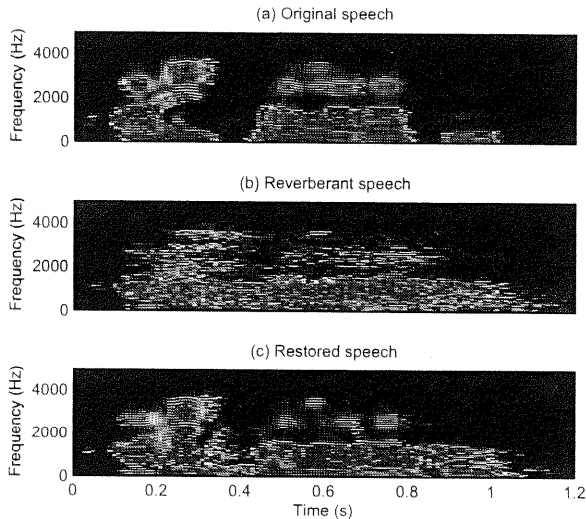 (a) Original speech
4000
2000
0
Frequency (Hz)
(b) Reverberant speech
4000
2000
0
Frequency (Hz)
(c) Restored speech
4000
2000
0
Frequency (Hz)
0 0.2 0.4 0.6 0.8 1 1.2
Time (s)